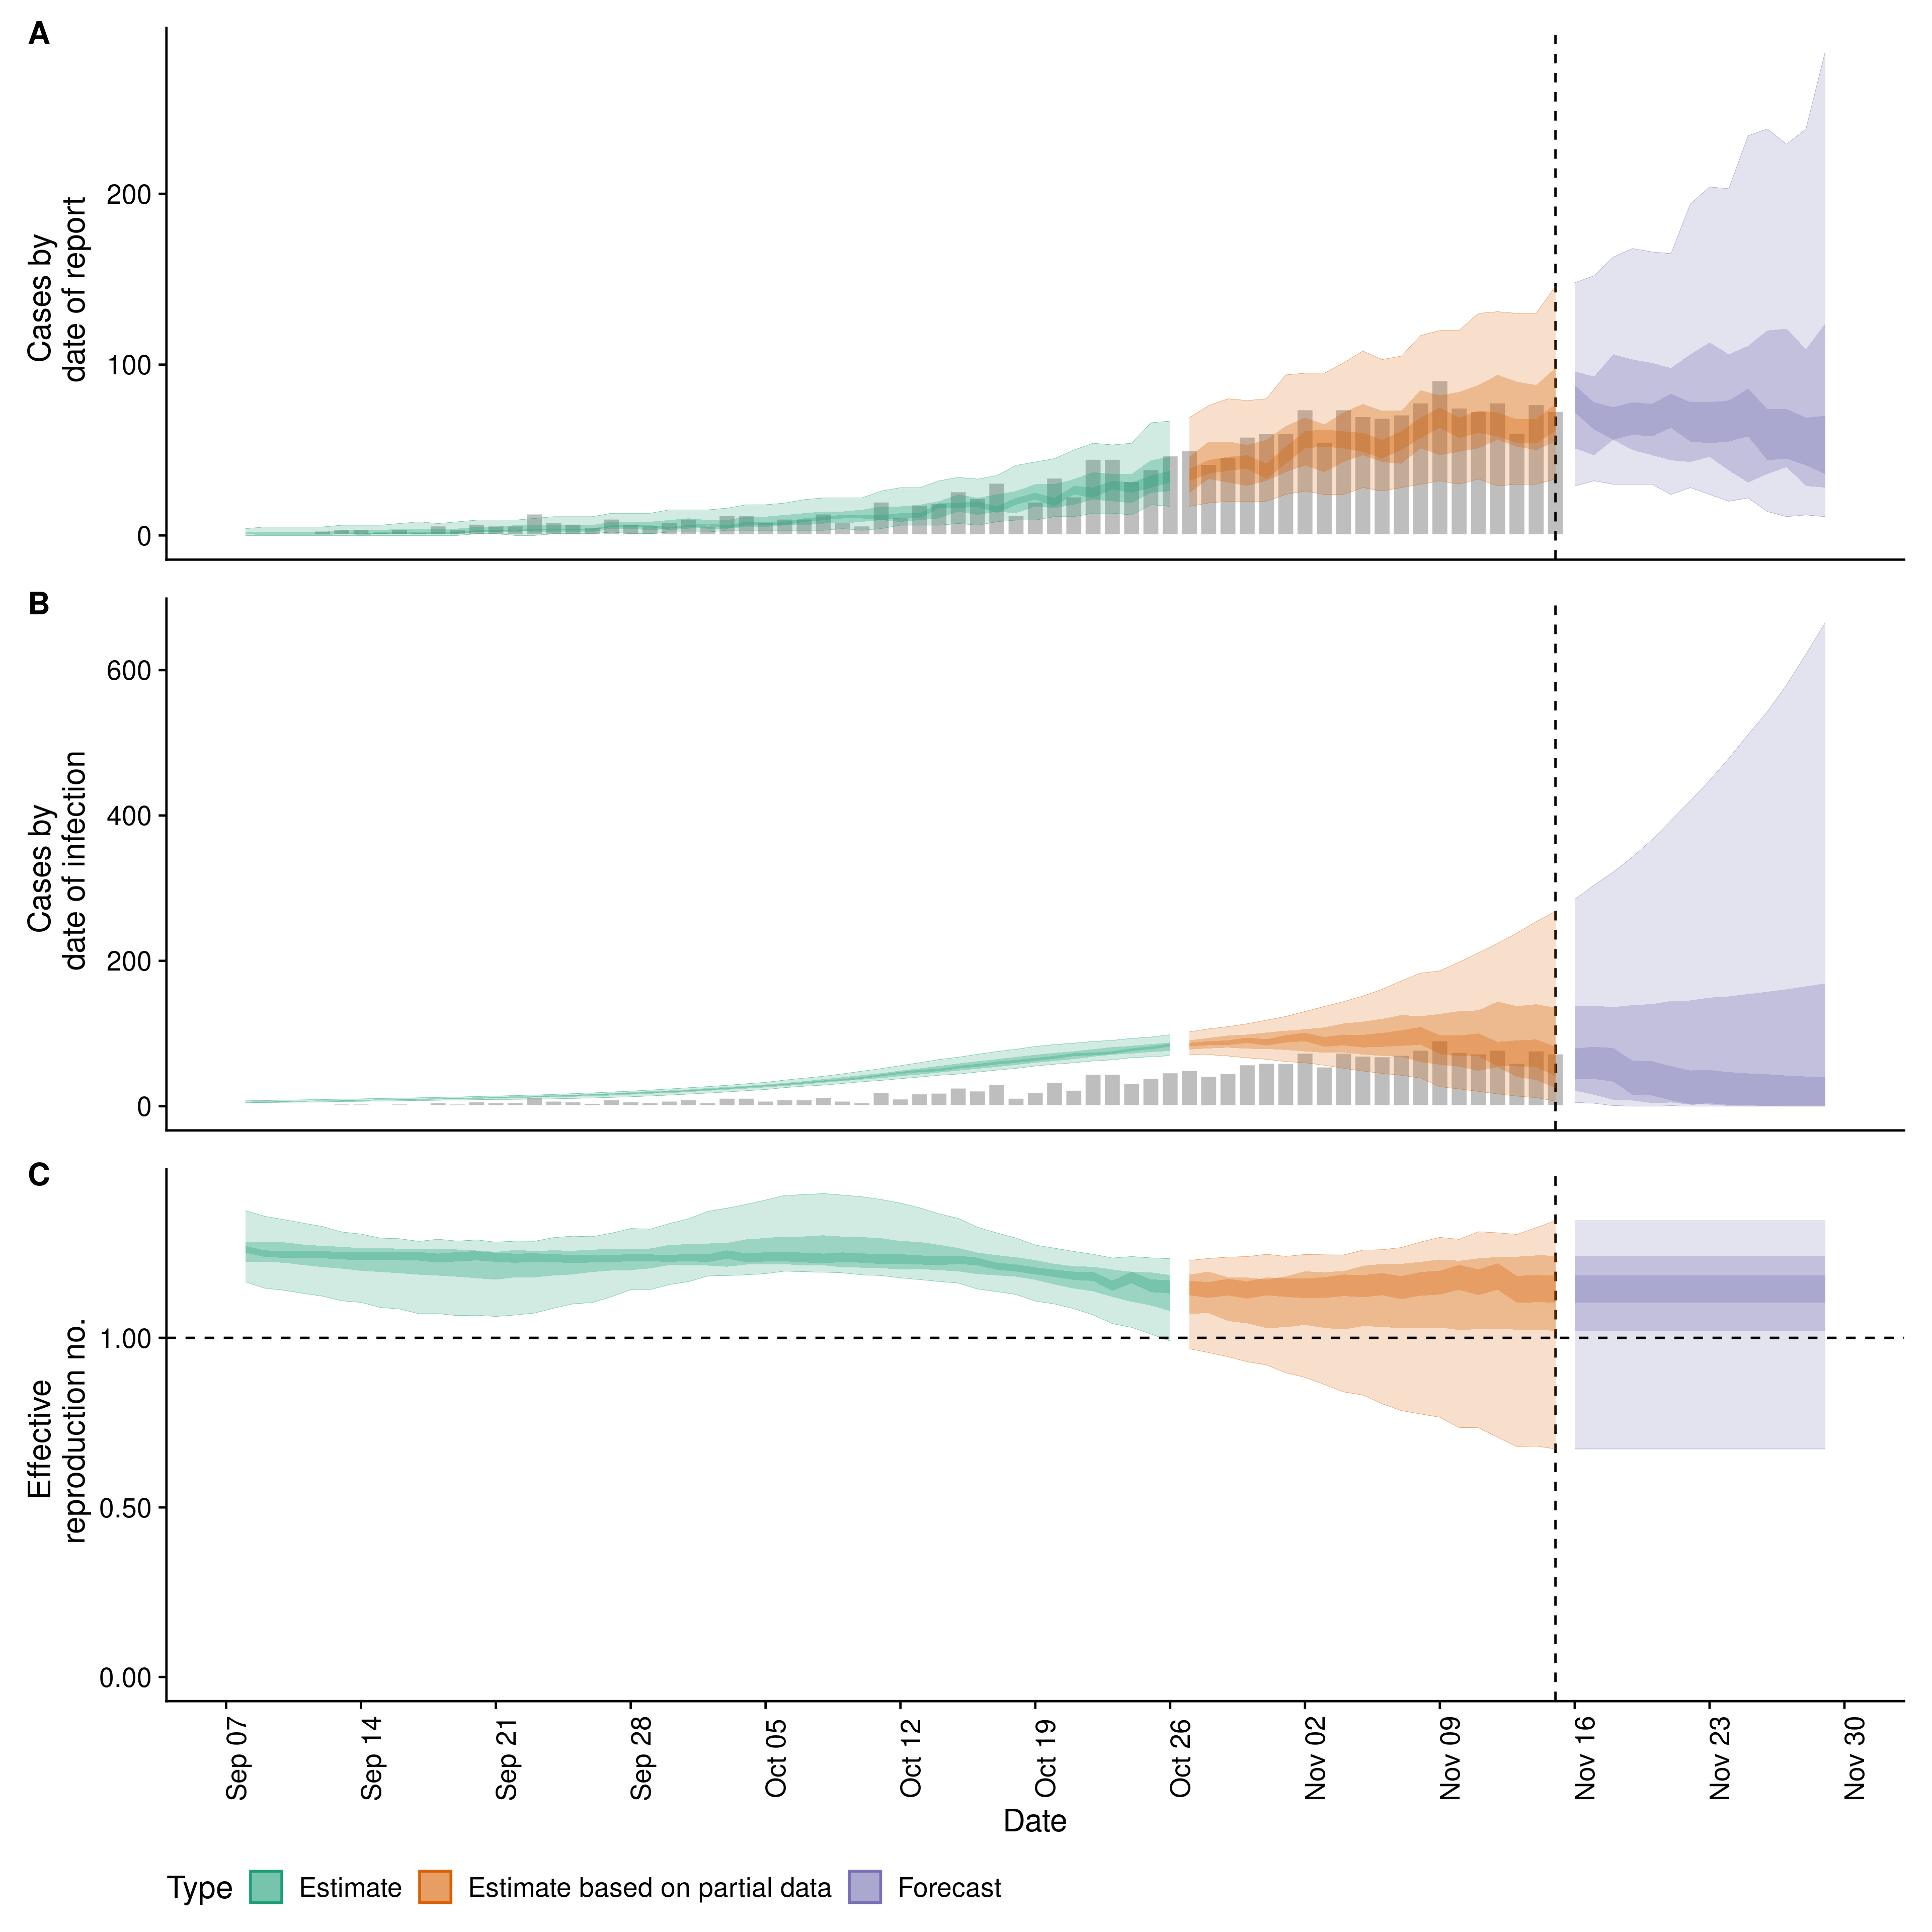 A
Cases by
date of report
200
100
0
B
Cases by
date of infection
600
400
200
0
C
Effective
reproduction no.
1.00
0.50
0.00
Sep 07
Sep 14
Sep 21
Sep 28
Oct 05
Oct 12
Oct 19
Oct 26
Nov 02
Nov 09
Nov 16
Nov 23
Nov 30
Date
Type Estimate Estimate based on partial data Forecast